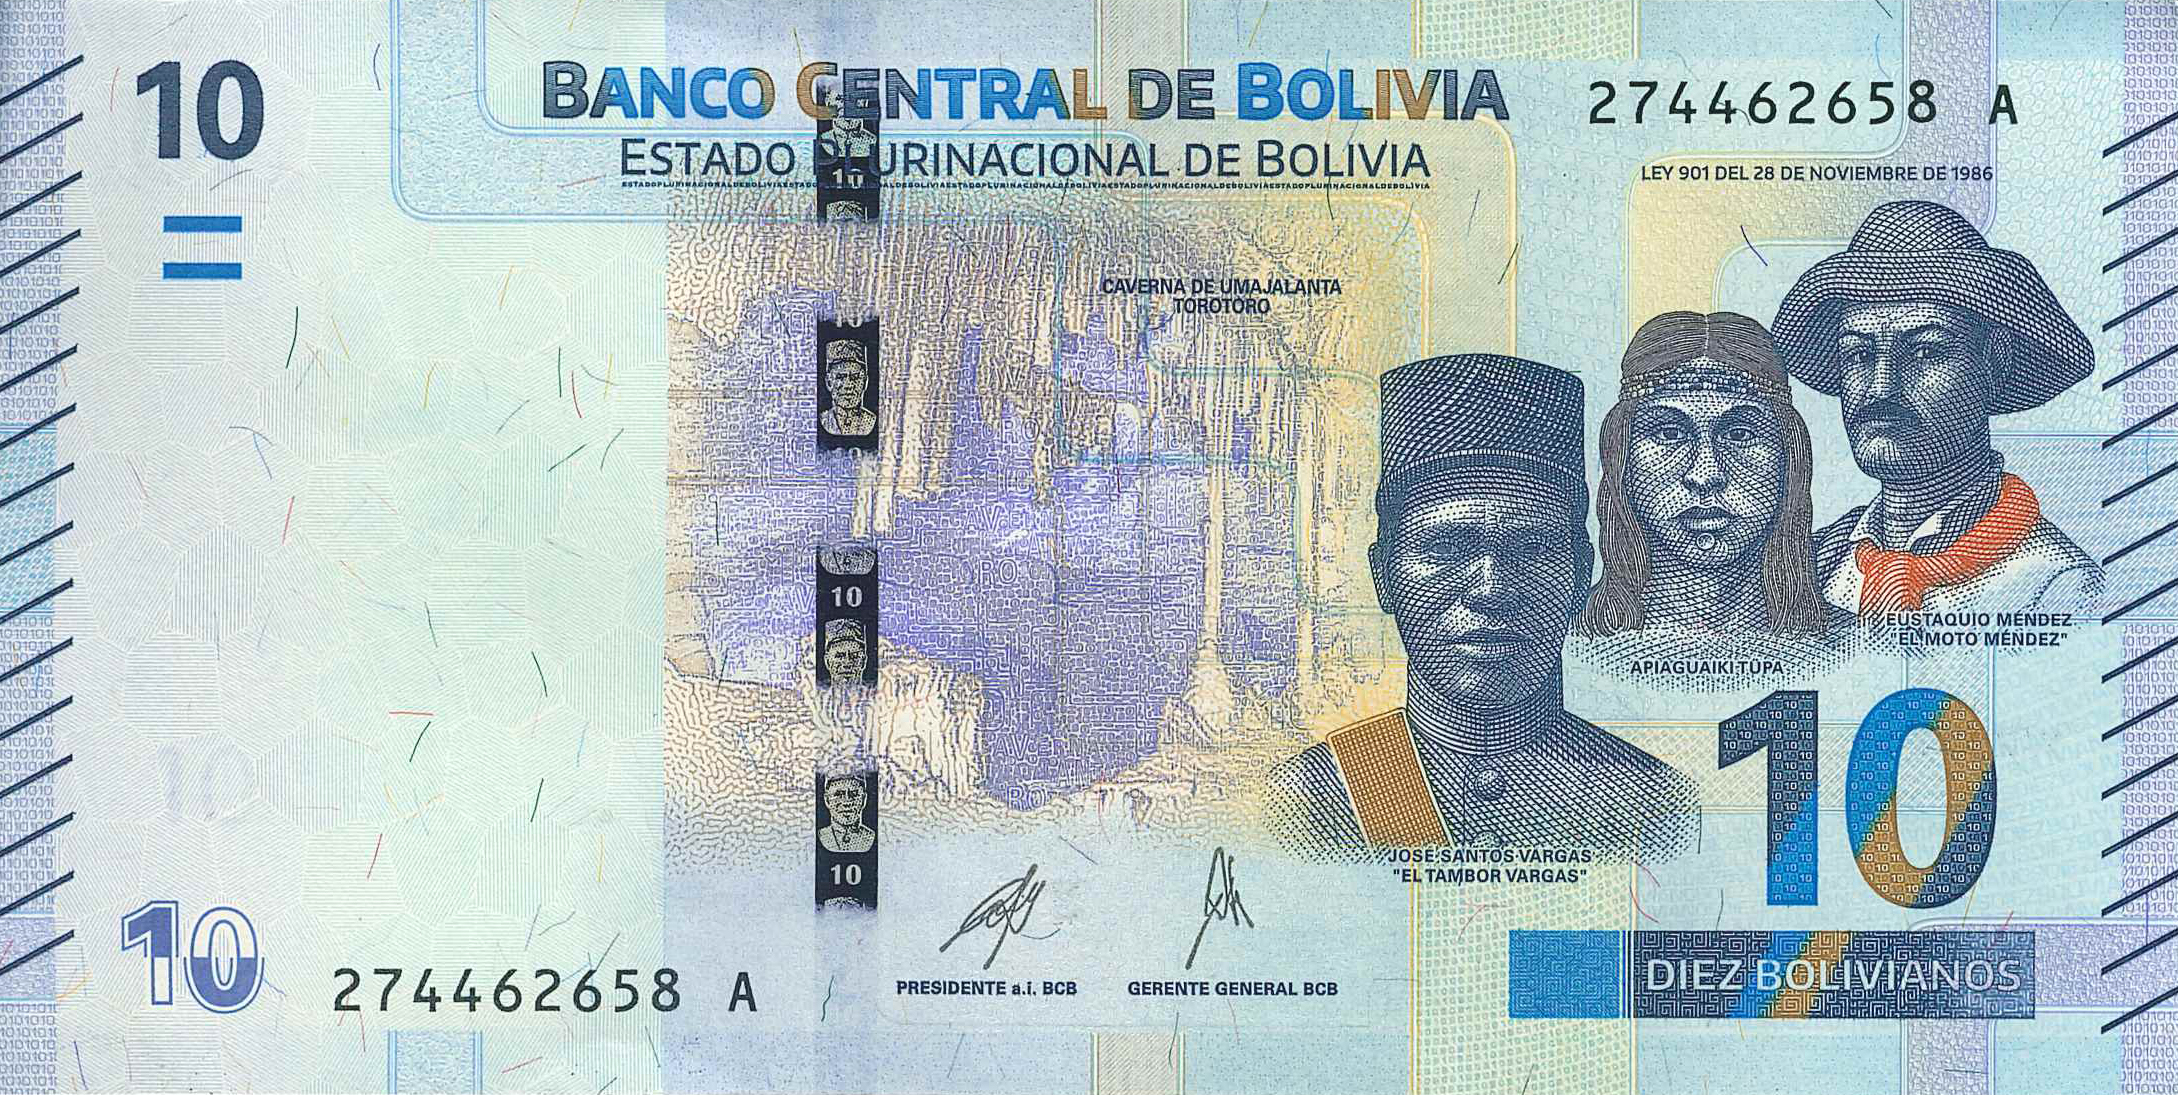 10
BANCO CENTRAL DE BOLIVIA
274462658 A
ESTADO PLURINACIONAL DE BOLIVIA
LEY 901 DEL 28 DE NOVIEMBRE DE 1986
10
CAVERNA DE UMAJALANTA
TOROTORO
10
EUSTAQUIO MÉNDEZ
"EL MOTO MÉNDEZ"
APIAGUAIKI TÜPA
10
JOSÉ SANTOS VARGAS
"EL TAMBOR VARGAS"
10
10
274462658 A
PRESIDENTE a.i. BCB
GERENTE GENERAL BCB
DIEZ BOLIVIANOS